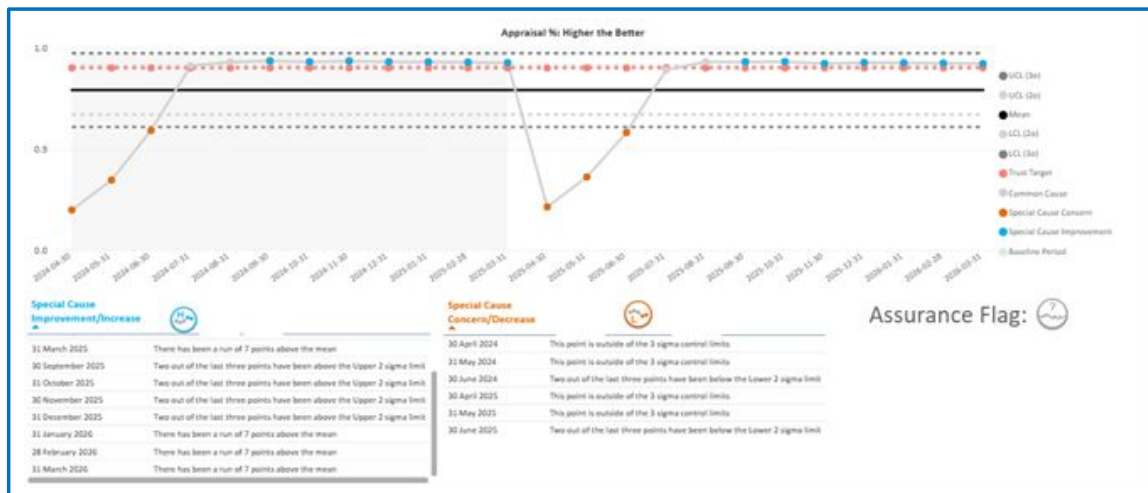 Appraisal %: Higher the Better
1.0
0.5
0.0
2024-04-30
2024-05-31
2024-06-30
2024-07-31
2024-08-31
2024-09-30
2024-10-31
2024-11-30
2024-12-31
2025-01-31
2025-02-28
2025-03-31
2025-04-30
2025-05-31
2025-06-30
2025-07-31
2025-08-31
2025-09-30
2025-10-31
2025-11-30
2025-12-31
2026-01-31
2026-02-28
2026-03-31
UCL (3σ)
UCL (2σ)
Mean
LCL (2σ)
LCL (3σ)
Trust Target
Common Cause
Special Cause Concern
Special Cause Improvement
Baseline Period
Special Cause
Improvement/Increase
H
31 March 2025 There has been a run of 7 points above the mean
30 September 2025 Two out of the last three points have been above the Upper 2 sigma limit
31 October 2025 Two out of the last three points have been above the Upper 2 sigma limit
30 November 2025 Two out of the last three points have been above the Upper 2 sigma limit
31 December 2025 Two out of the last three points have been above the Upper 2 sigma limit
31 January 2026 There has been a run of 7 points above the mean
28 February 2026 There has been a run of 7 points above the mean
31 March 2026 There has been a run of 7 points above the mean
Special Cause
Concern/Decrease
L
30 April 2024 This point is outside of the 3 sigma control limits
31 May 2024 This point is outside of the 3 sigma control limits
30 June 2024 Two out of the last three points have been below the Lower 2 sigma limit
30 April 2025 This point is outside of the 3 sigma control limits
31 May 2025 This point is outside of the 3 sigma control limits
30 June 2025 Two out of the last three points have been below the Lower 2 sigma limit
Assurance Flag: ?